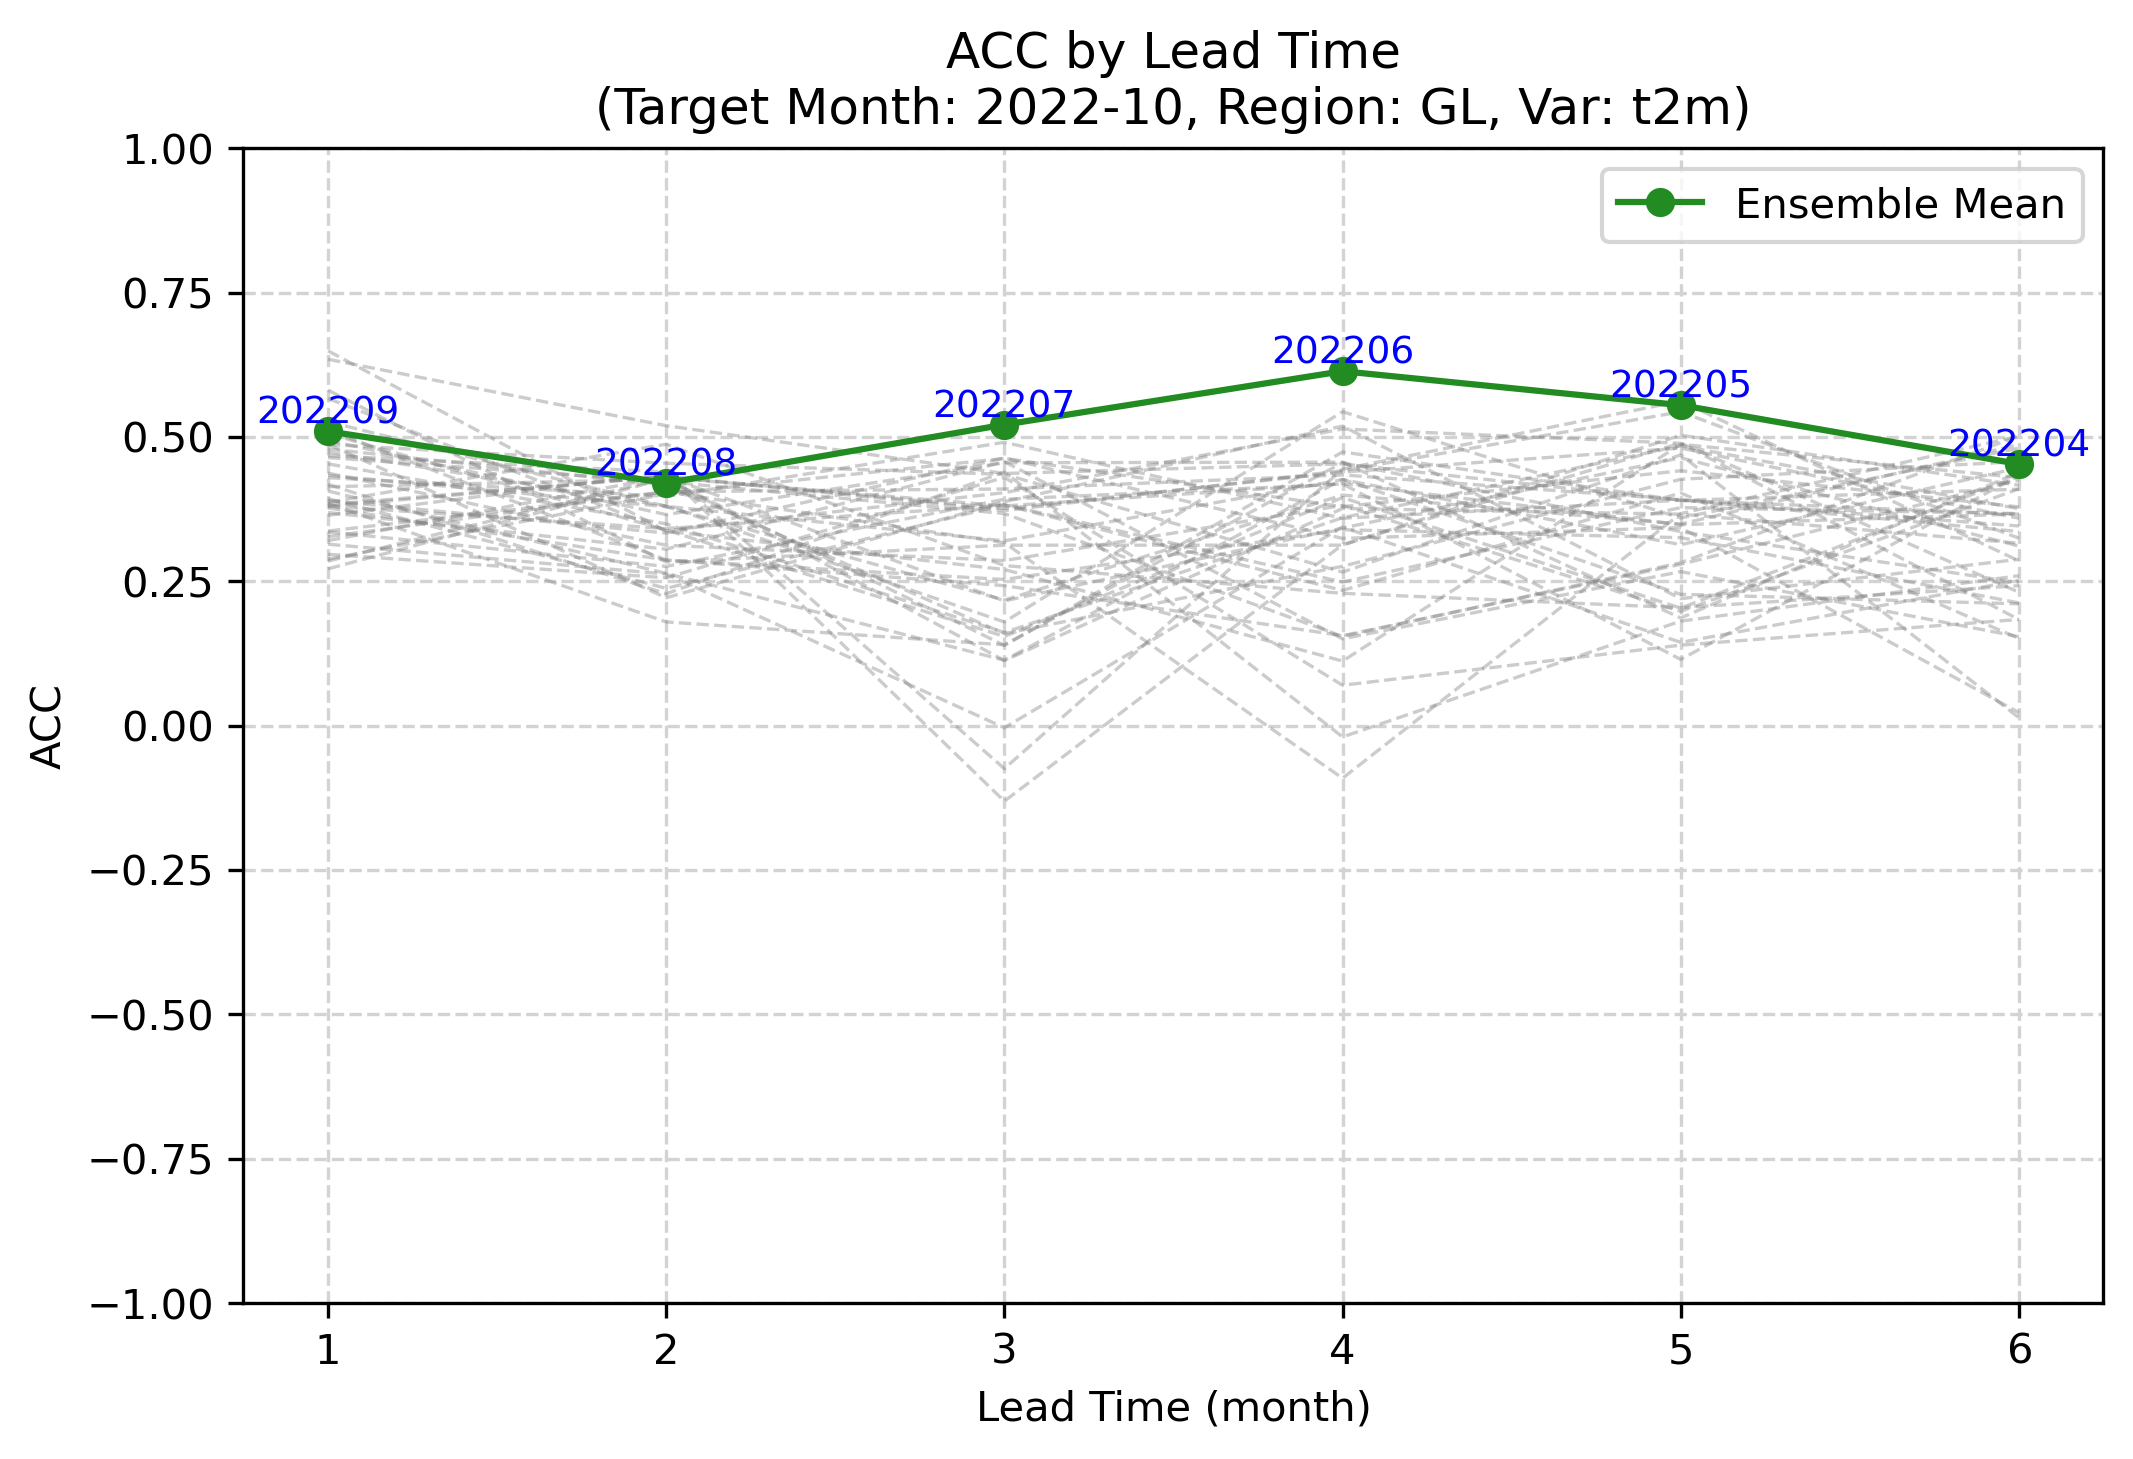 ACC by Lead Time
(Target Month: 2022-10, Region: GL, Var: t2m)
1.00
0.75
0.50
0.25
0.00
−0.25
−0.50
−0.75
−1.00
ACC
Ensemble Mean
202209
202208
202207
202206
202205
202204
1 2 3 4 5 6
Lead Time (month)